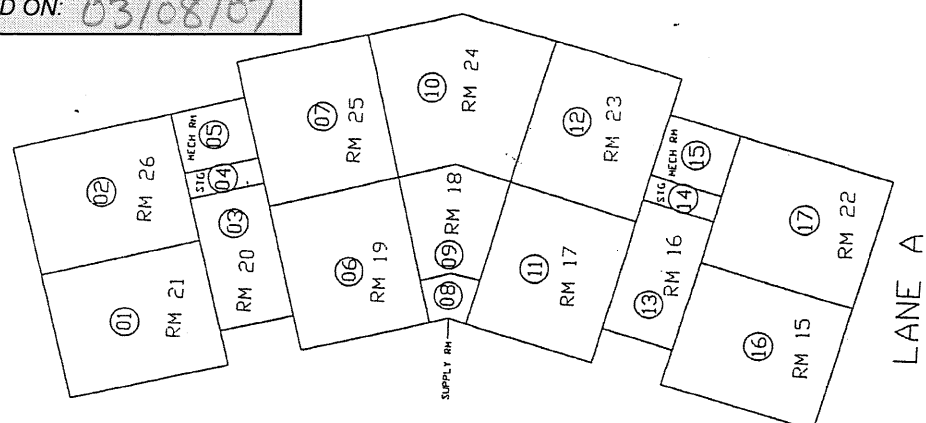 D ON: 03/08/07
02
RM 26
MECH RM
05
STG
04
03
RM 20
01
RM 21
07
RM 25
06
RM 19
10
RM 24
RM 18
09
08
SUPPLY RM
12
RM 23
11
RM 17
MECH RM
15
STG
14
RM 16
13
17
RM 22
16
RM 15
LANE A